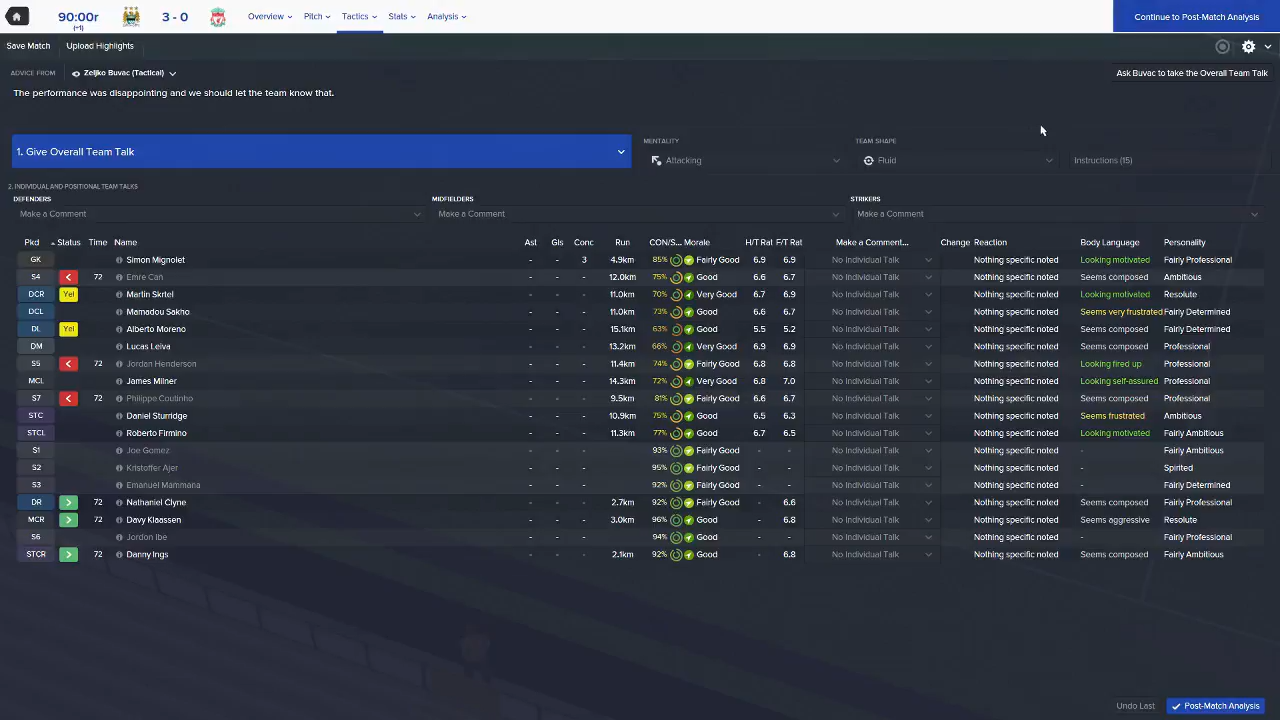 90:00r
(+1)
3 - 0
Overview
Pitch
Tactics
Stats
Analysis
Continue to Post-Match Analysis
Save Match
Upload Highlights
ADVICE FROM
Zeljko Buvac (Tactical)
Ask Buvac to take the Overall Team Talk
The performance was disappointing and we should let the team know that.
1. Give Overall Team Talk
MENTALITY
Attacking
TEAM SHAPE
Fluid
Instructions (15)
2. INDIVIDUAL AND POSITIONAL TEAM TALKS
DEFENDERS
Make a Comment
MIDFIELDERS
Make a Comment
STRIKERS
Make a Comment
Pkd Status Time Name Ast Gls Conc Run CON/S... Morale H/T Rat F/T Rat Make a Comment... Change Reaction Body Language Personality
GK Simon Mignolet - - 3 4.9km 85% Fairly Good 6.9 6.9 No Individual Talk Nothing specific noted Looking motivated Fairly Professional
S4 72 Emre Can - - - 12.0km 75% Good 6.6 6.7 No Individual Talk Nothing specific noted Seems composed Ambitious
DCR Yel Martin Skrtel - - - 11.0km 70% Very Good 6.7 6.9 No Individual Talk Nothing specific noted Looking motivated Resolute
DCL Mamadou Sakho - - - 11.0km 73% Good 6.6 6.7 No Individual Talk Nothing specific noted Seems very frustrated Fairly Determined
DL Yel Alberto Moreno - - - 15.1km 63% Good 5.5 5.2 No Individual Talk Nothing specific noted Seems composed Fairly Determined
DM Lucas Leiva - - - 13.2km 66% Very Good 6.9 6.9 No Individual Talk Nothing specific noted Seems composed Professional
S5 72 Jordan Henderson - - - 11.4km 74% Fairly Good 6.8 6.8 No Individual Talk Nothing specific noted Looking fired up Professional
MCL James Milner - - - 14.3km 72% Very Good 6.8 7.0 No Individual Talk Nothing specific noted Looking self-assured Professional
S7 72 Philippe Coutinho - - - 9.5km 81% Fairly Good 6.6 6.7 No Individual Talk Nothing specific noted Seems composed Professional
STC Daniel Sturridge - - - 10.9km 75% Good 6.5 6.3 No Individual Talk Nothing specific noted Seems frustrated Ambitious
STCL Roberto Firmino - - - 11.3km 77% Good 6.7 6.5 No Individual Talk Nothing specific noted Looking motivated Fairly Ambitious
S1 Joe Gomez 93% Fairly Good - - No Individual Talk Nothing specific noted - Fairly Ambitious
S2 Kristoffer Ajer 95% Fairly Good - - No Individual Talk Nothing specific noted - Spirited
S3 Emanuel Mammana 92% Fairly Good - - No Individual Talk Nothing specific noted - Fairly Determined
DR 72 Nathaniel Clyne - - - 2.7km 92% Fairly Good - 6.6 No Individual Talk Nothing specific noted Seems composed Fairly Professional
MCR 72 Davy Klaassen - - - 3.0km 96% Good - 6.8 No Individual Talk Nothing specific noted Seems aggressive Resolute
S6 Jordon Ibe 94% Good - - No Individual Talk Nothing specific noted - Fairly Professional
STCR 72 Danny Ings - - - 2.1km 92% Good - 6.8 No Individual Talk Nothing specific noted Seems composed Fairly Ambitious
Undo Last
Post-Match Analysis